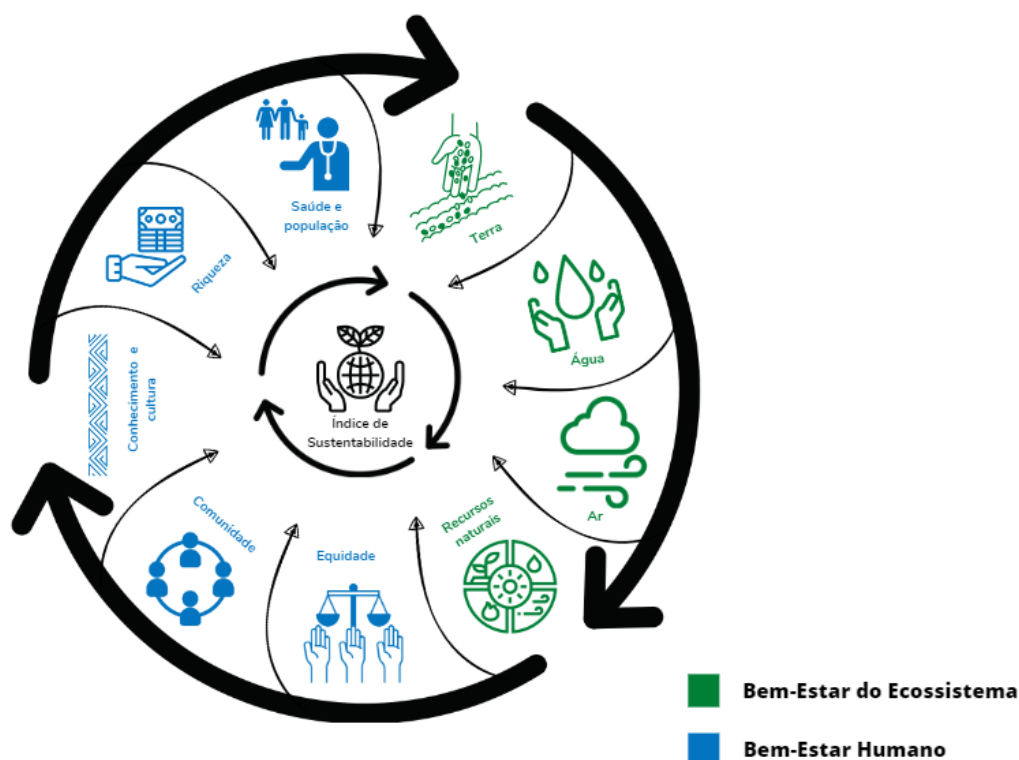 Saúde e
população
Terra
Riqueza
Água
Conhecimento e
cultura
Índice de
Sustentabilidade
Ar
Comunidade
Recursos
naturais
Equidade
Bem-Estar do Ecossistema
Bem-Estar Humano